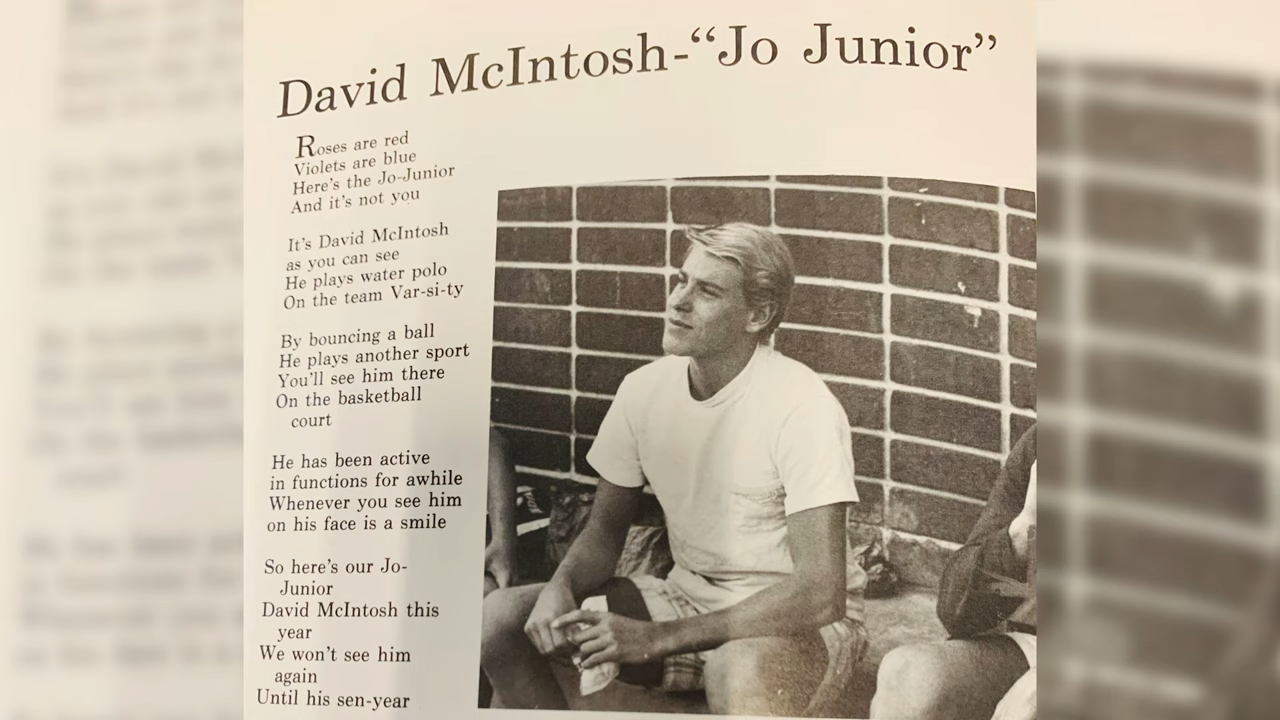 David McIntosh-“Jo Junior”
Roses are red
Violets are blue
Here's the Jo-Junior
And it's not you
It's David McIntosh
as you can see
He plays water polo
On the team Var-si-ty
By bouncing a ball
He plays another sport
You'll see him there
On the basketball
court
He has been active
in functions for awhile
Whenever you see him
on his face is a smile
So here's our Jo-
Junior
David McIntosh this
year
We won't see him
again
Until his sen-year